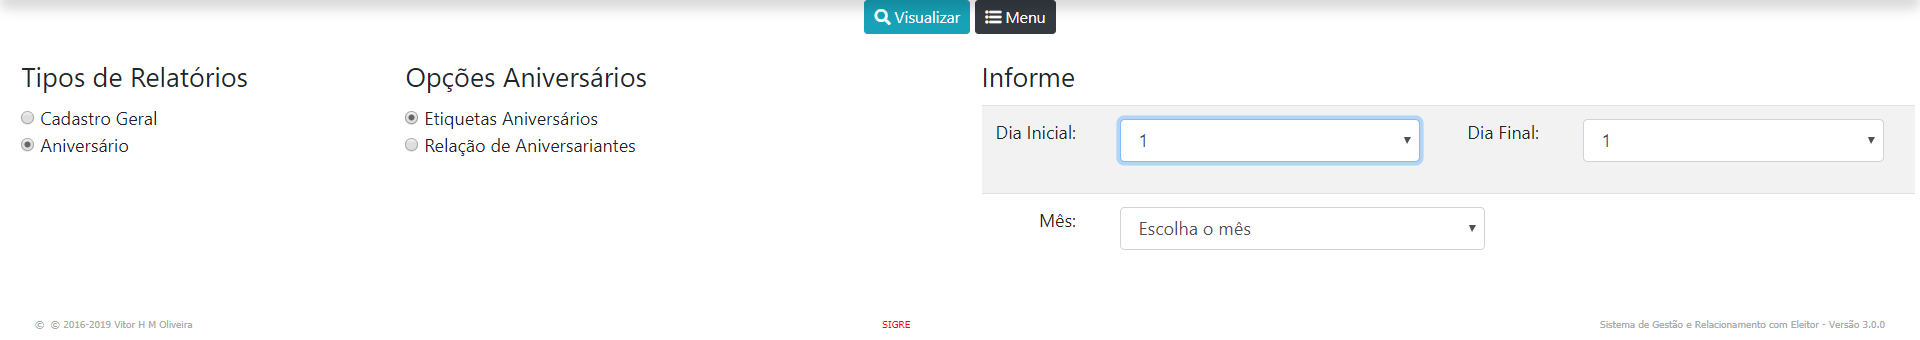 Visualizar Menu
Tipos de Relatórios
Cadastro Geral
Aniversário
Opções Aniversários
Etiquetas Aniversários
Relação de Aniversariantes
Informe
Dia Inicial: 1 Dia Final: 1
Mês: Escolha o mês
© © 2016-2019 Vitor H M Oliveira
SIGRE
Sistema de Gestão e Relacionamento com Eleitor - Versão 3.0.0